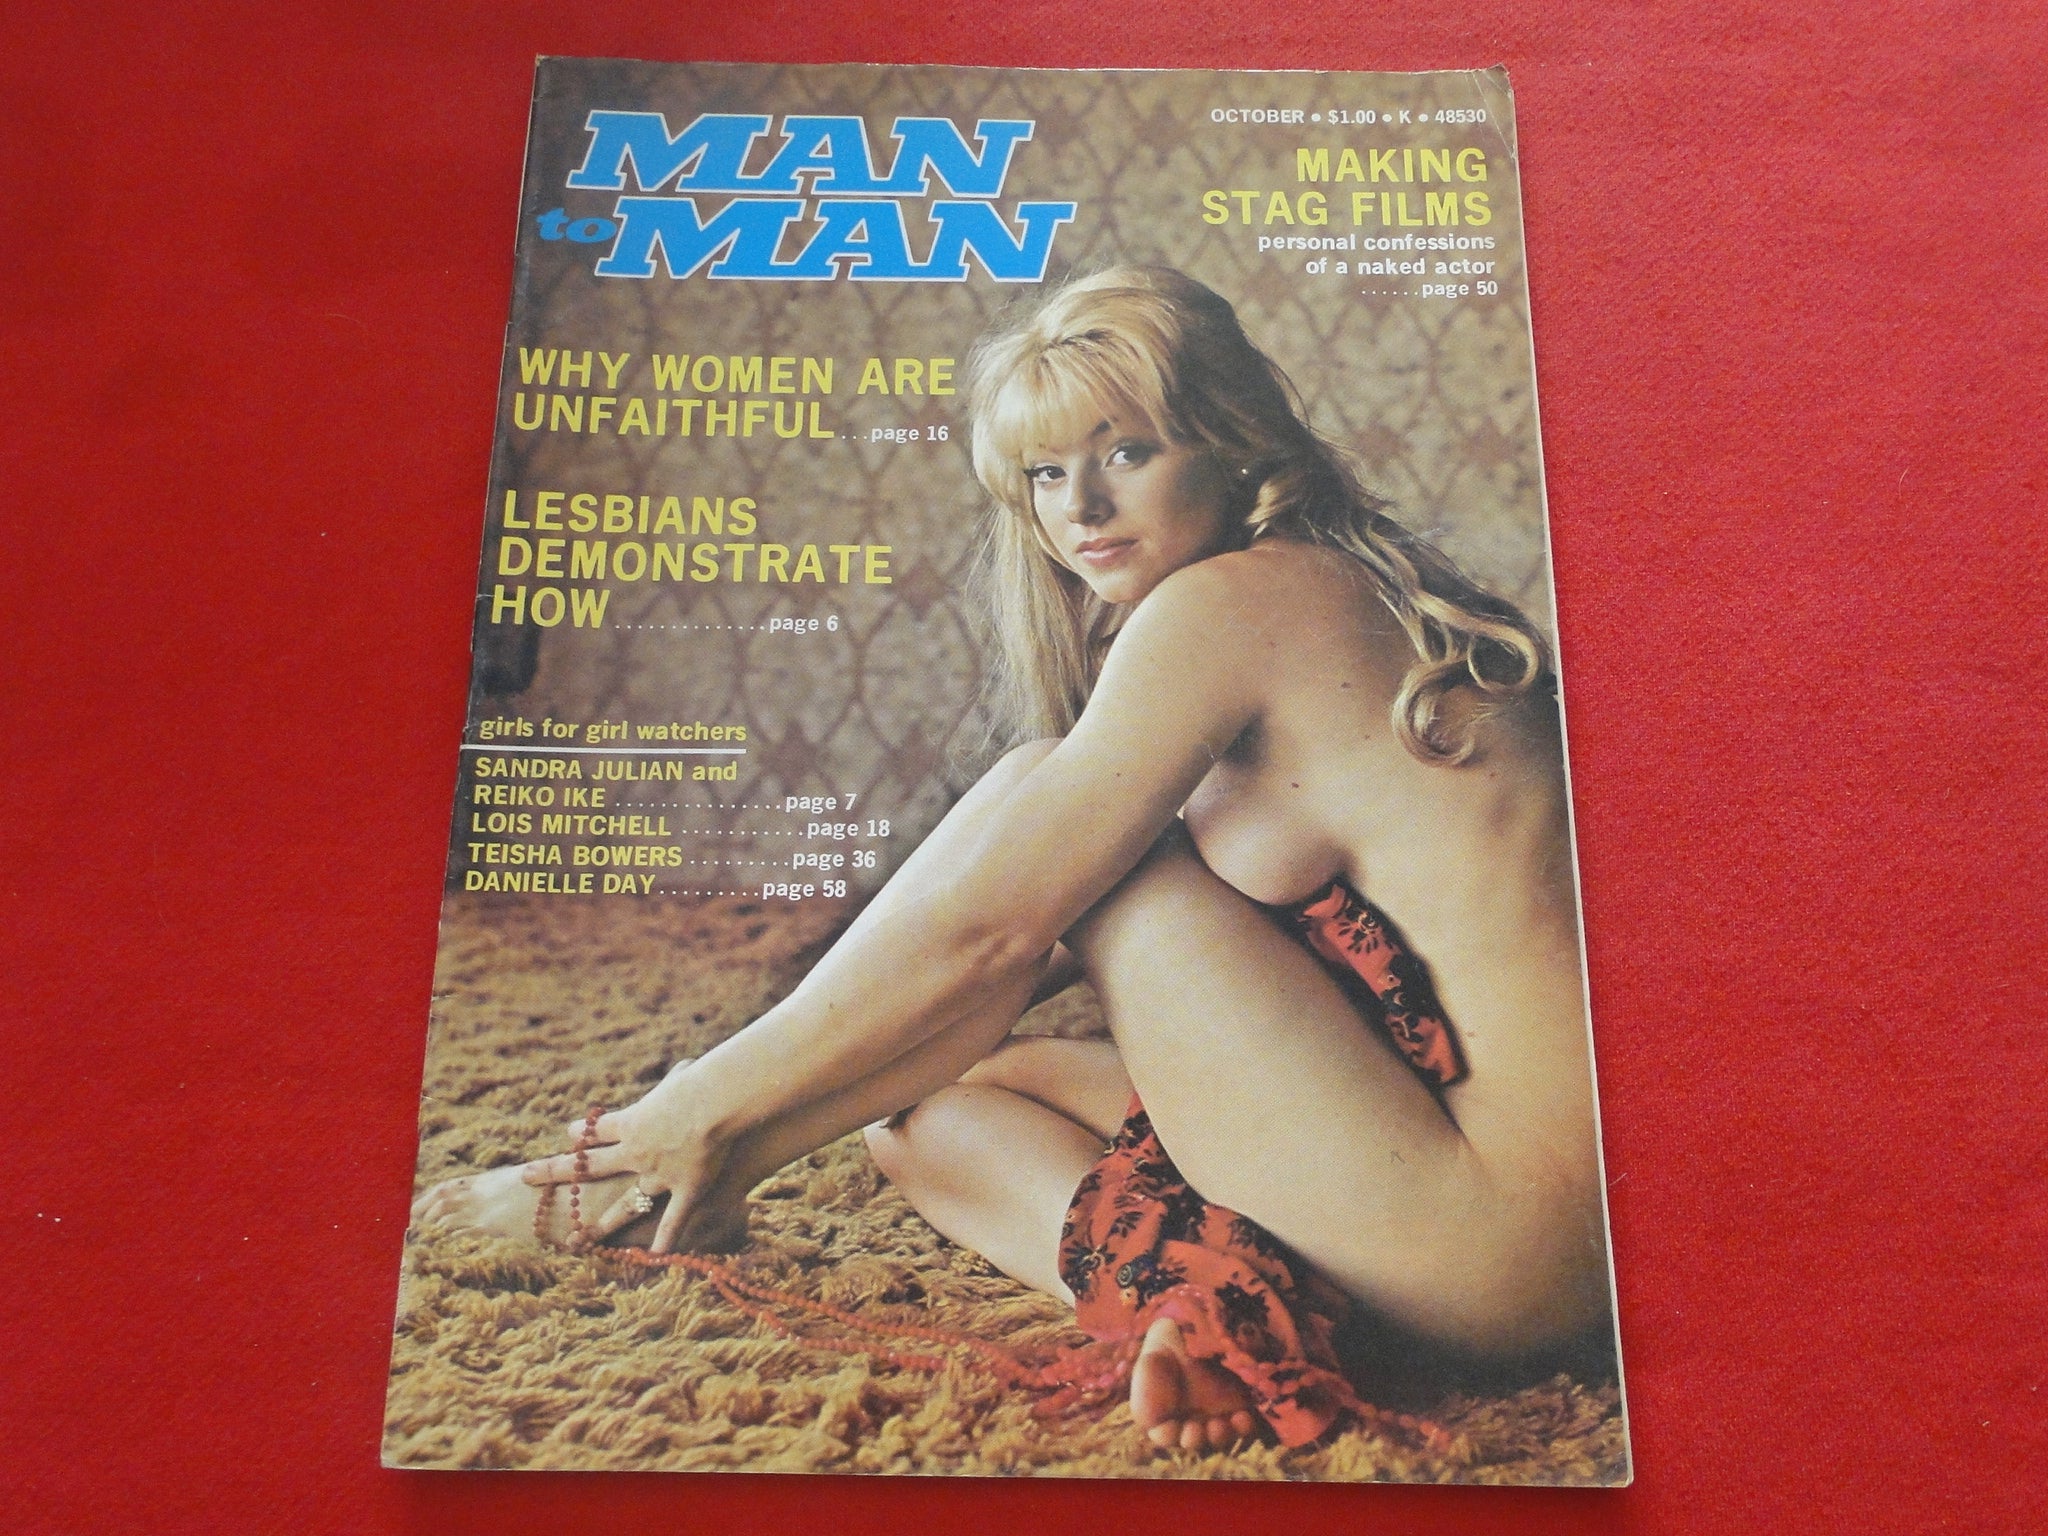 MAN
to MAN
OCTOBER • $1.00 • K • 48530
MAKING
STAG FILMS
personal confessions
of a naked actor
......page 50
WHY WOMEN ARE
UNFAITHFUL...page 16
LESBIANS
DEMONSTRATE
HOW..............page 6
girls for girl watchers
SANDRA JULIAN and
REIKO IKE...............page 7
LOIS MITCHELL...........page 18
TEISHA BOWERS.........page 36
DANIELLE DAY.........page 58